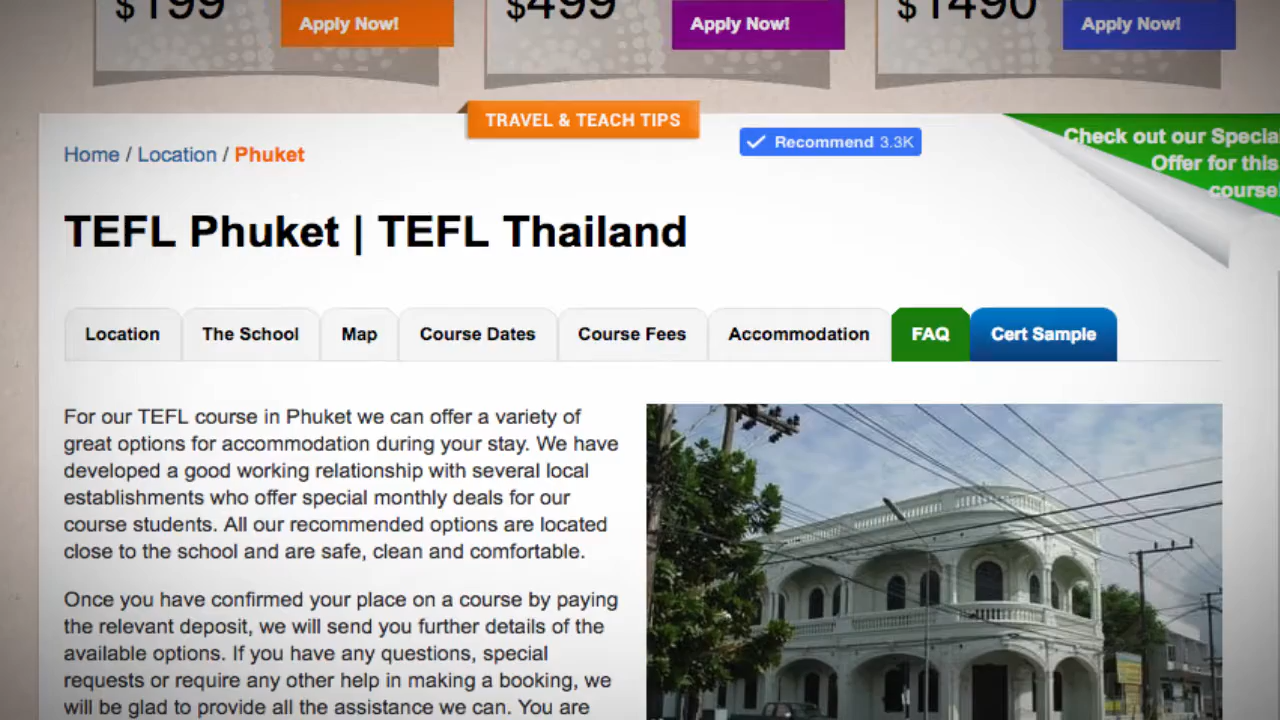 $199
$499
$1490
Apply Now!
Apply Now!
Apply Now!
TRAVEL & TEACH TIPS
Home / Location / Phuket
Recommend 3.3K
Check out our Specia
Offer for this
course
TEFL Phuket | TEFL Thailand
Location
The School
Map
Course Dates
Course Fees
Accommodation
FAQ
Cert Sample
For our TEFL course in Phuket we can offer a variety of
great options for accommodation during your stay. We have
developed a good working relationship with several local
establishments who offer special monthly deals for our
course students. All our recommended options are located
close to the school and are safe, clean and comfortable.
Once you have confirmed your place on a course by paying
the relevant deposit, we will send you further details of the
available options. If you have any questions, special
requests or require any other help in making a booking, we
will be glad to provide all the assistance we can. You are